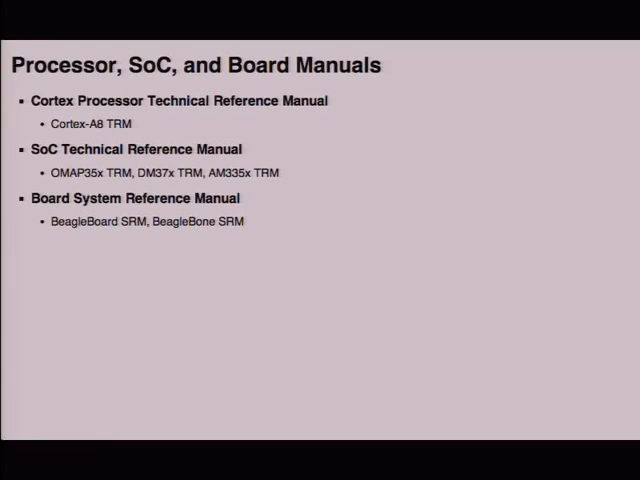 Processor, SoC, and Board Manuals
Cortex Processor Technical Reference Manual
Cortex-A8 TRM
SoC Technical Reference Manual
OMAP35x TRM, DM37x TRM, AM335x TRM
Board System Reference Manual
BeagleBoard SRM, BeagleBone SRM